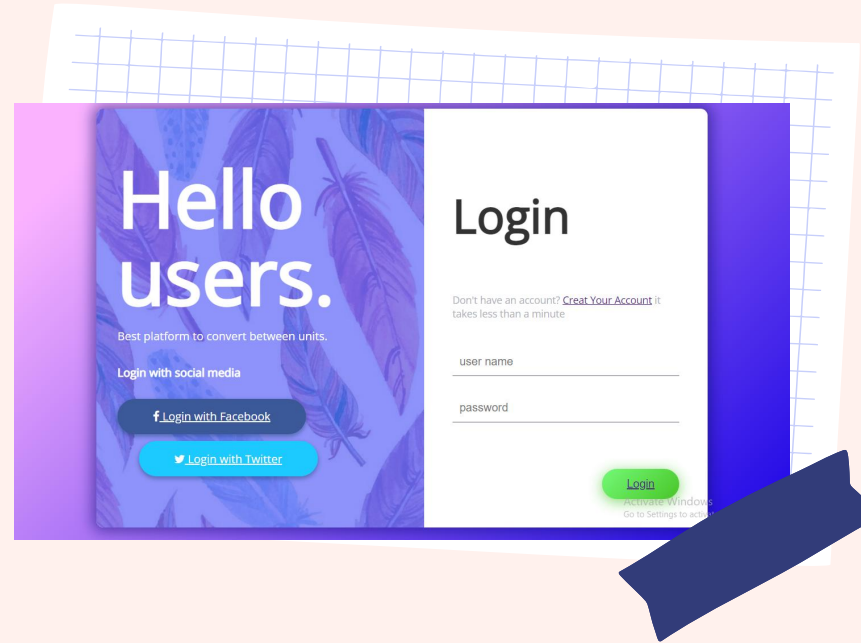 Hello
users.
Best platform to convert between units.
Login with social media
Login with Facebook
Login with Twitter
Login
Don't have an account? Creat Your Account it
takes less than a minute
user name
password
Login
Activate Windows
Go to Settings to activat